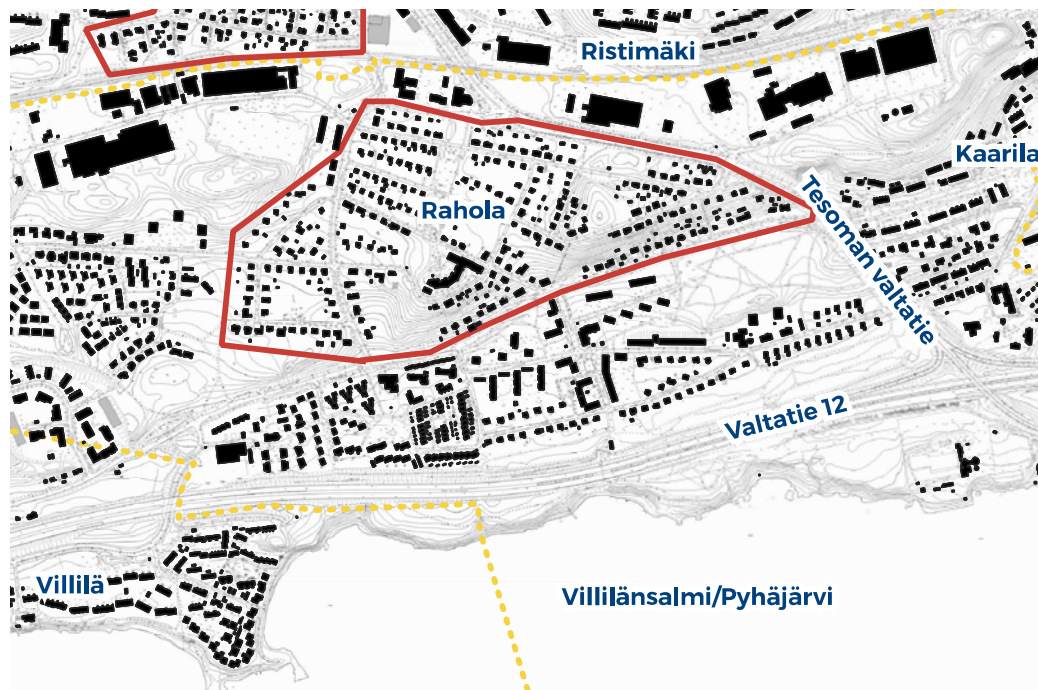 Ristimäki
Kaarila
Rahola
Tesoman valtatie
Valtatie 12
Villilä
Villilänsalmi/Pyhäjärvi